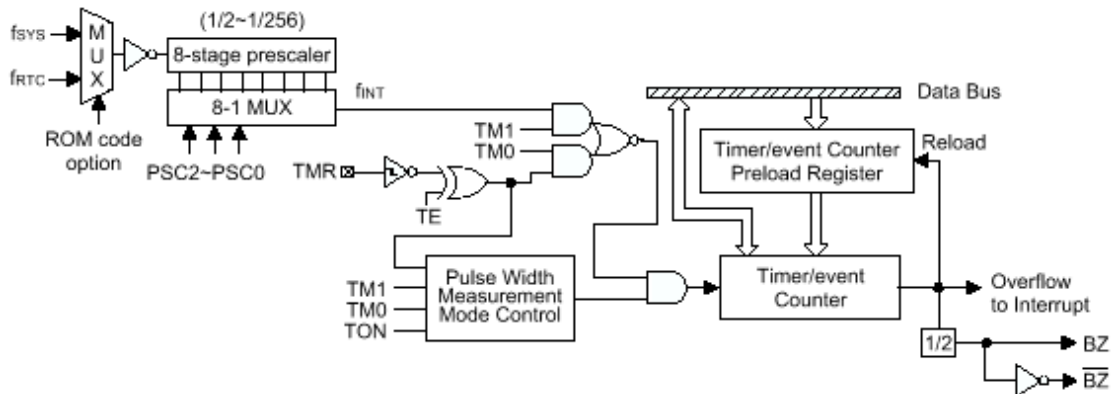 (1/2~1/256)
fSYS
M
U
X
8-stage prescaler
fRTC
8-1 MUX
fINT
ROM code
option
PSC2~PSC0
TM1
TM0
TMR
TE
Data Bus
Timer/event Counter
Preload Register
Reload
TM1
TM0
TON
Pulse Width
Measurement
Mode Control
Timer/event
Counter
Overflow
to Interrupt
1/2
BZ
B̅Z̅